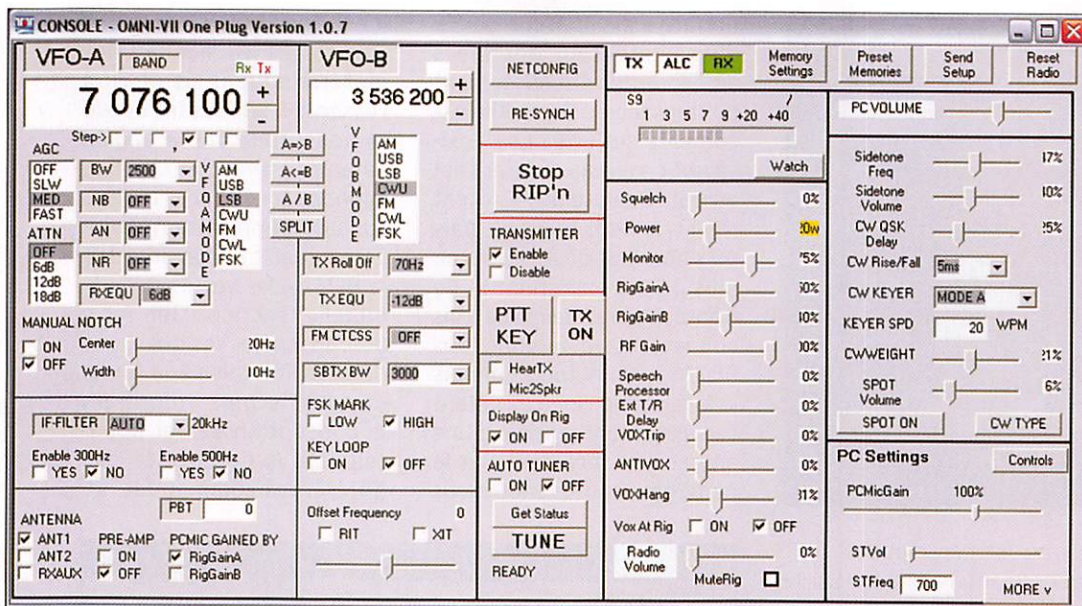 CONSOLE - OMNI-VII One Plug Version 1.0.7
VFO-A
BAND
Rx Tx
7 076 100
+
-
Step->
AGC
OFF
SLW
MED
FAST
ATTN
OFF
6dB
12dB
18dB
BW 2500
NB OFF
AN OFF
NR OFF
RXEQU 6dB
VFO A MODE
AM
USB
LSB
CWU
FM
CWL
FSK
A=>B
A<=B
A / B
SPLIT
MANUAL NOTCH
ON
OFF
Center
20Hz
Width
10Hz
IF-FILTER AUTO 20kHz
Enable 300Hz
YES NO
Enable 500Hz
YES NO
PBT 0
ANTENNA
ANT1
ANT2
RXAUX
PRE-AMP
ON
OFF
PCMIC GAINED BY
RigGainA
RigGainB
VFO-B
3 536 200
+
-
VFO B MODE
AM
USB
LSB
CWU
FM
CWL
FSK
TX Roll Off 70Hz
TX EQU -12dB
FM CTCSS OFF
SBTX BW 3000
FSK MARK
LOW HIGH
KEY LOOP
ON OFF
Offset Frequency 0
RIT XIT
NETCONFIG
RE-SYNCH
Stop
RIP'n
TRANSMITTER
Enable
Disable
PTT
KEY
TX
ON
HearTX
Mic2Spkr
Display On Rig
ON OFF
AUTO TUNER
ON OFF
Get Status
TUNE
READY
TX ALC RX
Memory
Settings
S9 /
1 3 5 7 9 +20 +40
Watch
Squelch 0%
Power 20w
Monitor 75%
RigGainA
RigGainB
RF Gain
Speech
Processor 0%
Ext T/R
Delay 0%
VOXTrip 0%
ANTIVOX 0%
VOXHang
Vox At Rig ON OFF
Radio
Volume 0%
MuteRig
Preset
Memories
Send
Setup
Reset
Radio
PC VOLUME
Sidetone
Freq
Sidetone
Volume
CW QSK
Delay 25%
CW Rise/Fall 5ms
CW KEYER MODE A
KEYER SPD 20 WPM
CWWEIGHT
SPOT
Volume 6%
SPOT ON
CW TYPE
PC Settings
Controls
PCMicGain 100%
STVol
STFreq 700
MORE v